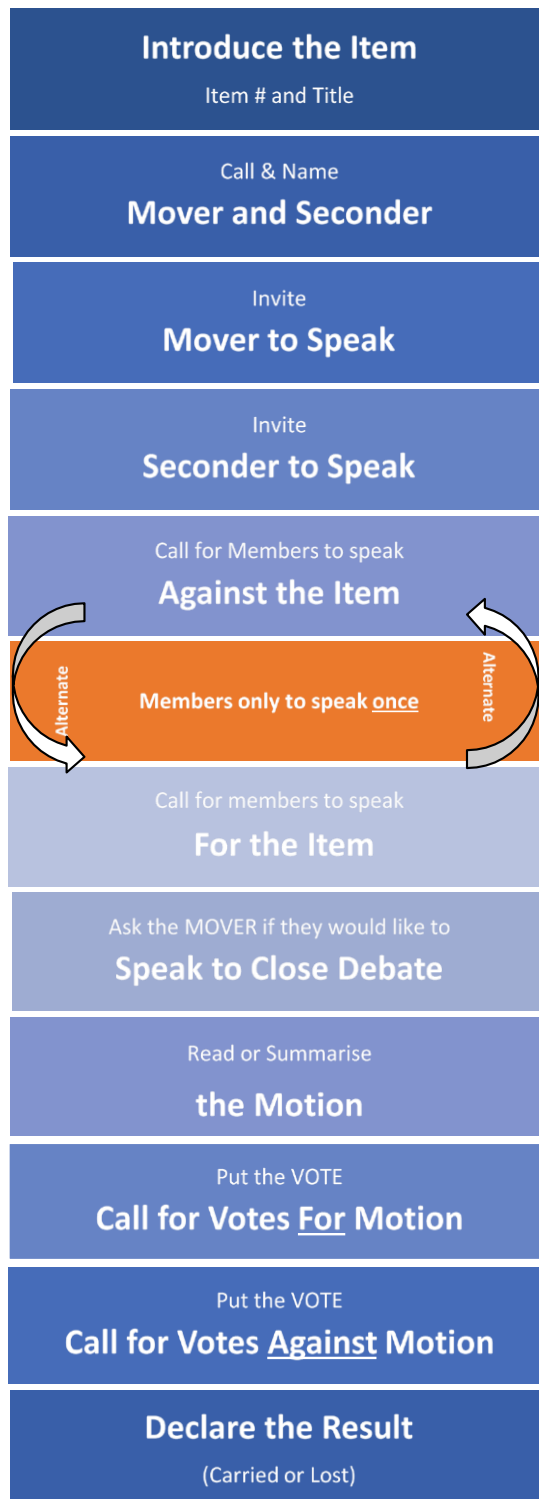 Introduce the Item
Item # and Title
Call & Name
Mover and Seconder
Invite
Mover to Speak
Invite
Seconder to Speak
Call for Members to speak
Against the Item
Alternate
Members only to speak once
Alternate
Call for members to speak
For the Item
Ask the MOVER if they would like to
Speak to Close Debate
Read or Summarise
the Motion
Put the VOTE
Call for Votes For Motion
Put the VOTE
Call for Votes Against Motion
Declare the Result
(Carried or Lost)